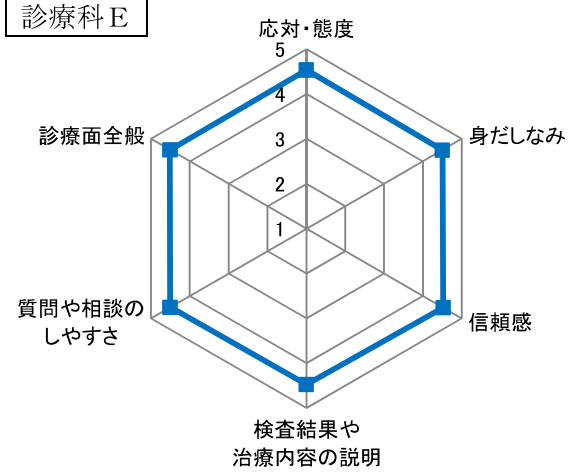 診療科E
応対・態度
5
4
3
2
1
診療面全般
身だしなみ
質問や相談の
しやすさ
信頼感
検査結果や
治療内容の説明